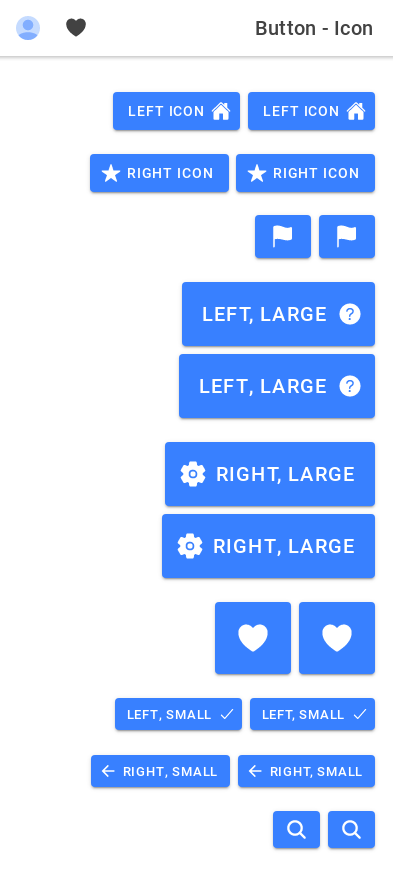 Button - Icon
LEFT ICON LEFT ICON
RIGHT ICON RIGHT ICON
LEFT, LARGE
LEFT, LARGE
RIGHT, LARGE
RIGHT, LARGE
LEFT, SMALL LEFT, SMALL
RIGHT, SMALL RIGHT, SMALL